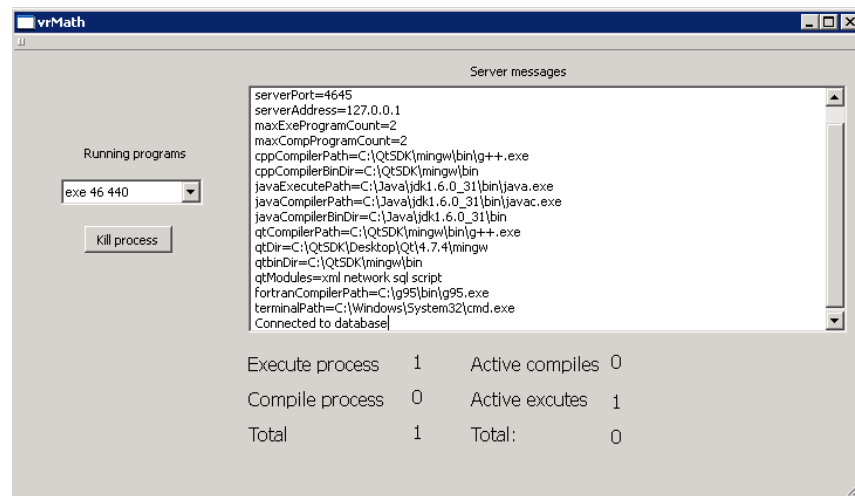 vrMath
Server messages
serverPort=4645
serverAddress=127.0.0.1
maxExeProgramCount=2
maxCompProgramCount=2
cppCompilerPath=C:\QtSDK\mingw\bin\g++.exe
cppCompilerBinDir=C:\QtSDK\mingw\bin
javaExecutePath=C:\Java\jdk1.6.0_31\bin\java.exe
javaCompilerPath=C:\Java\jdk1.6.0_31\bin\javac.exe
javaCompilerBinDir=C:\Java\jdk1.6.0_31\bin
qtCompilerPath=C:\QtSDK\mingw\bin\g++.exe
qtDir=C:\QtSDK\Desktop\Qt\4.7.4\mingw
qtbinDir=C:\QtSDK\mingw\bin
qtModules=xml network sql script
fortranCompilerPath=C:\g95\bin\g95.exe
terminalPath=C:\Windows\System32\cmd.exe
Connected to database
Running programs
exe 46 440
Kill process
Execute process 1 Active compiles 0
Compile process 0 Active excutes 1
Total 1 Total: 0